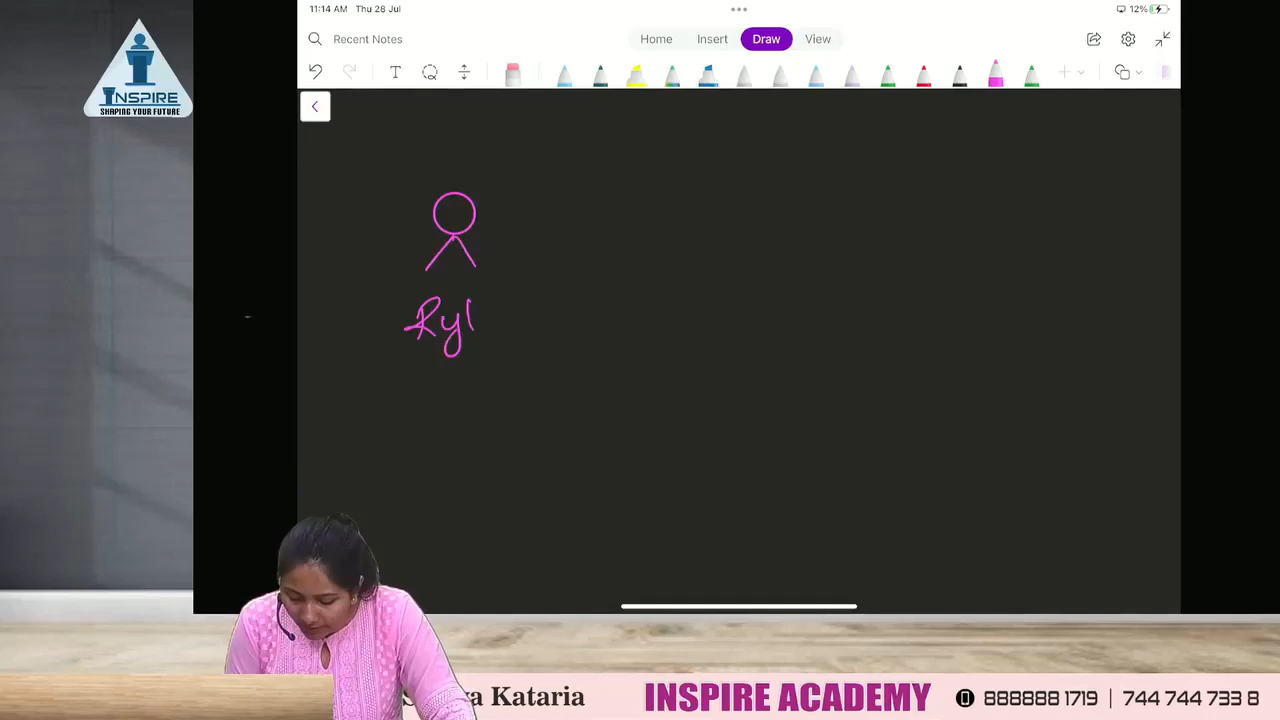 11:14 AM Thu 28 Jul
12%
Recent Notes
Home Insert Draw View
T
INSPIRE
SHAPING YOUR FUTURE
Ryl
Kataria
INSPIRE ACADEMY
888888 1719 | 744 744 733 8